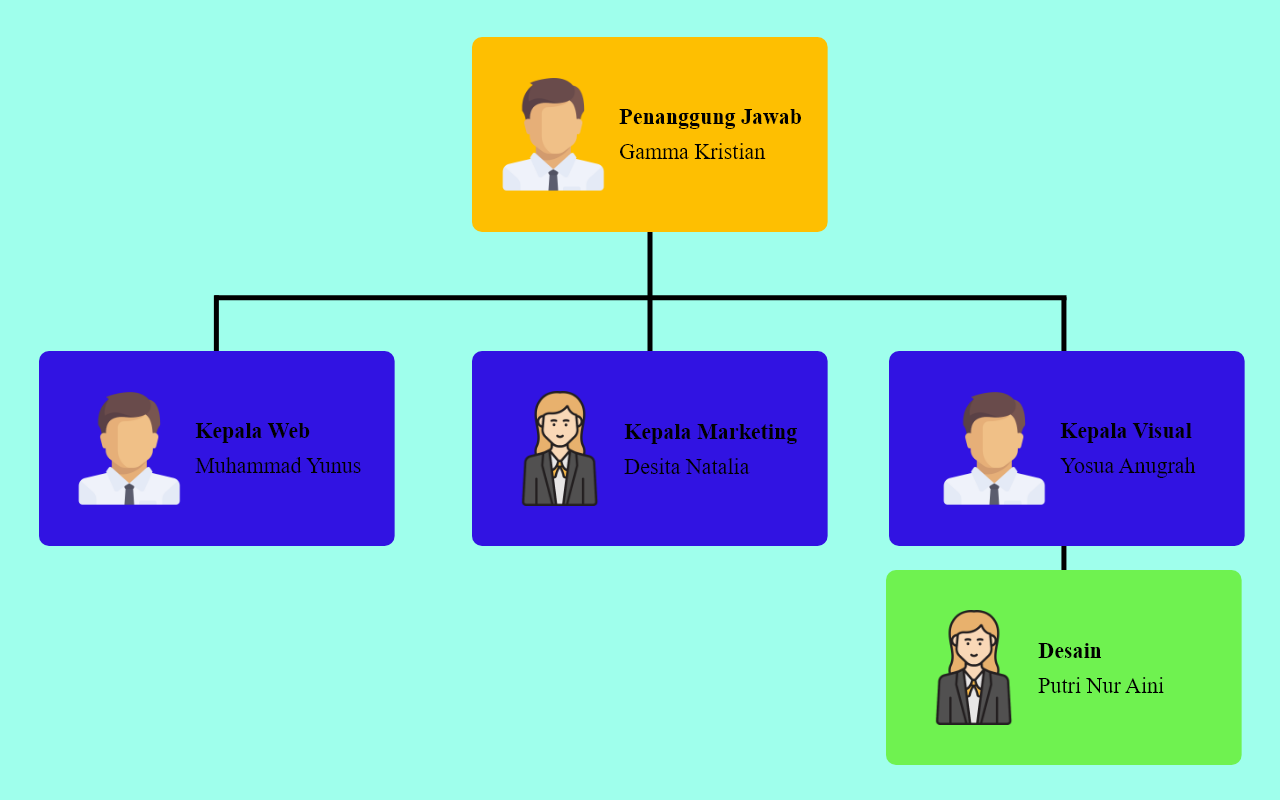 Penanggung Jawab
Gamma Kristian
Kepala Web
Muhammad Yunus
Kepala Marketing
Desita Natalia
Kepala Visual
Yosua Anugrah
Desain
Putri Nur Aini